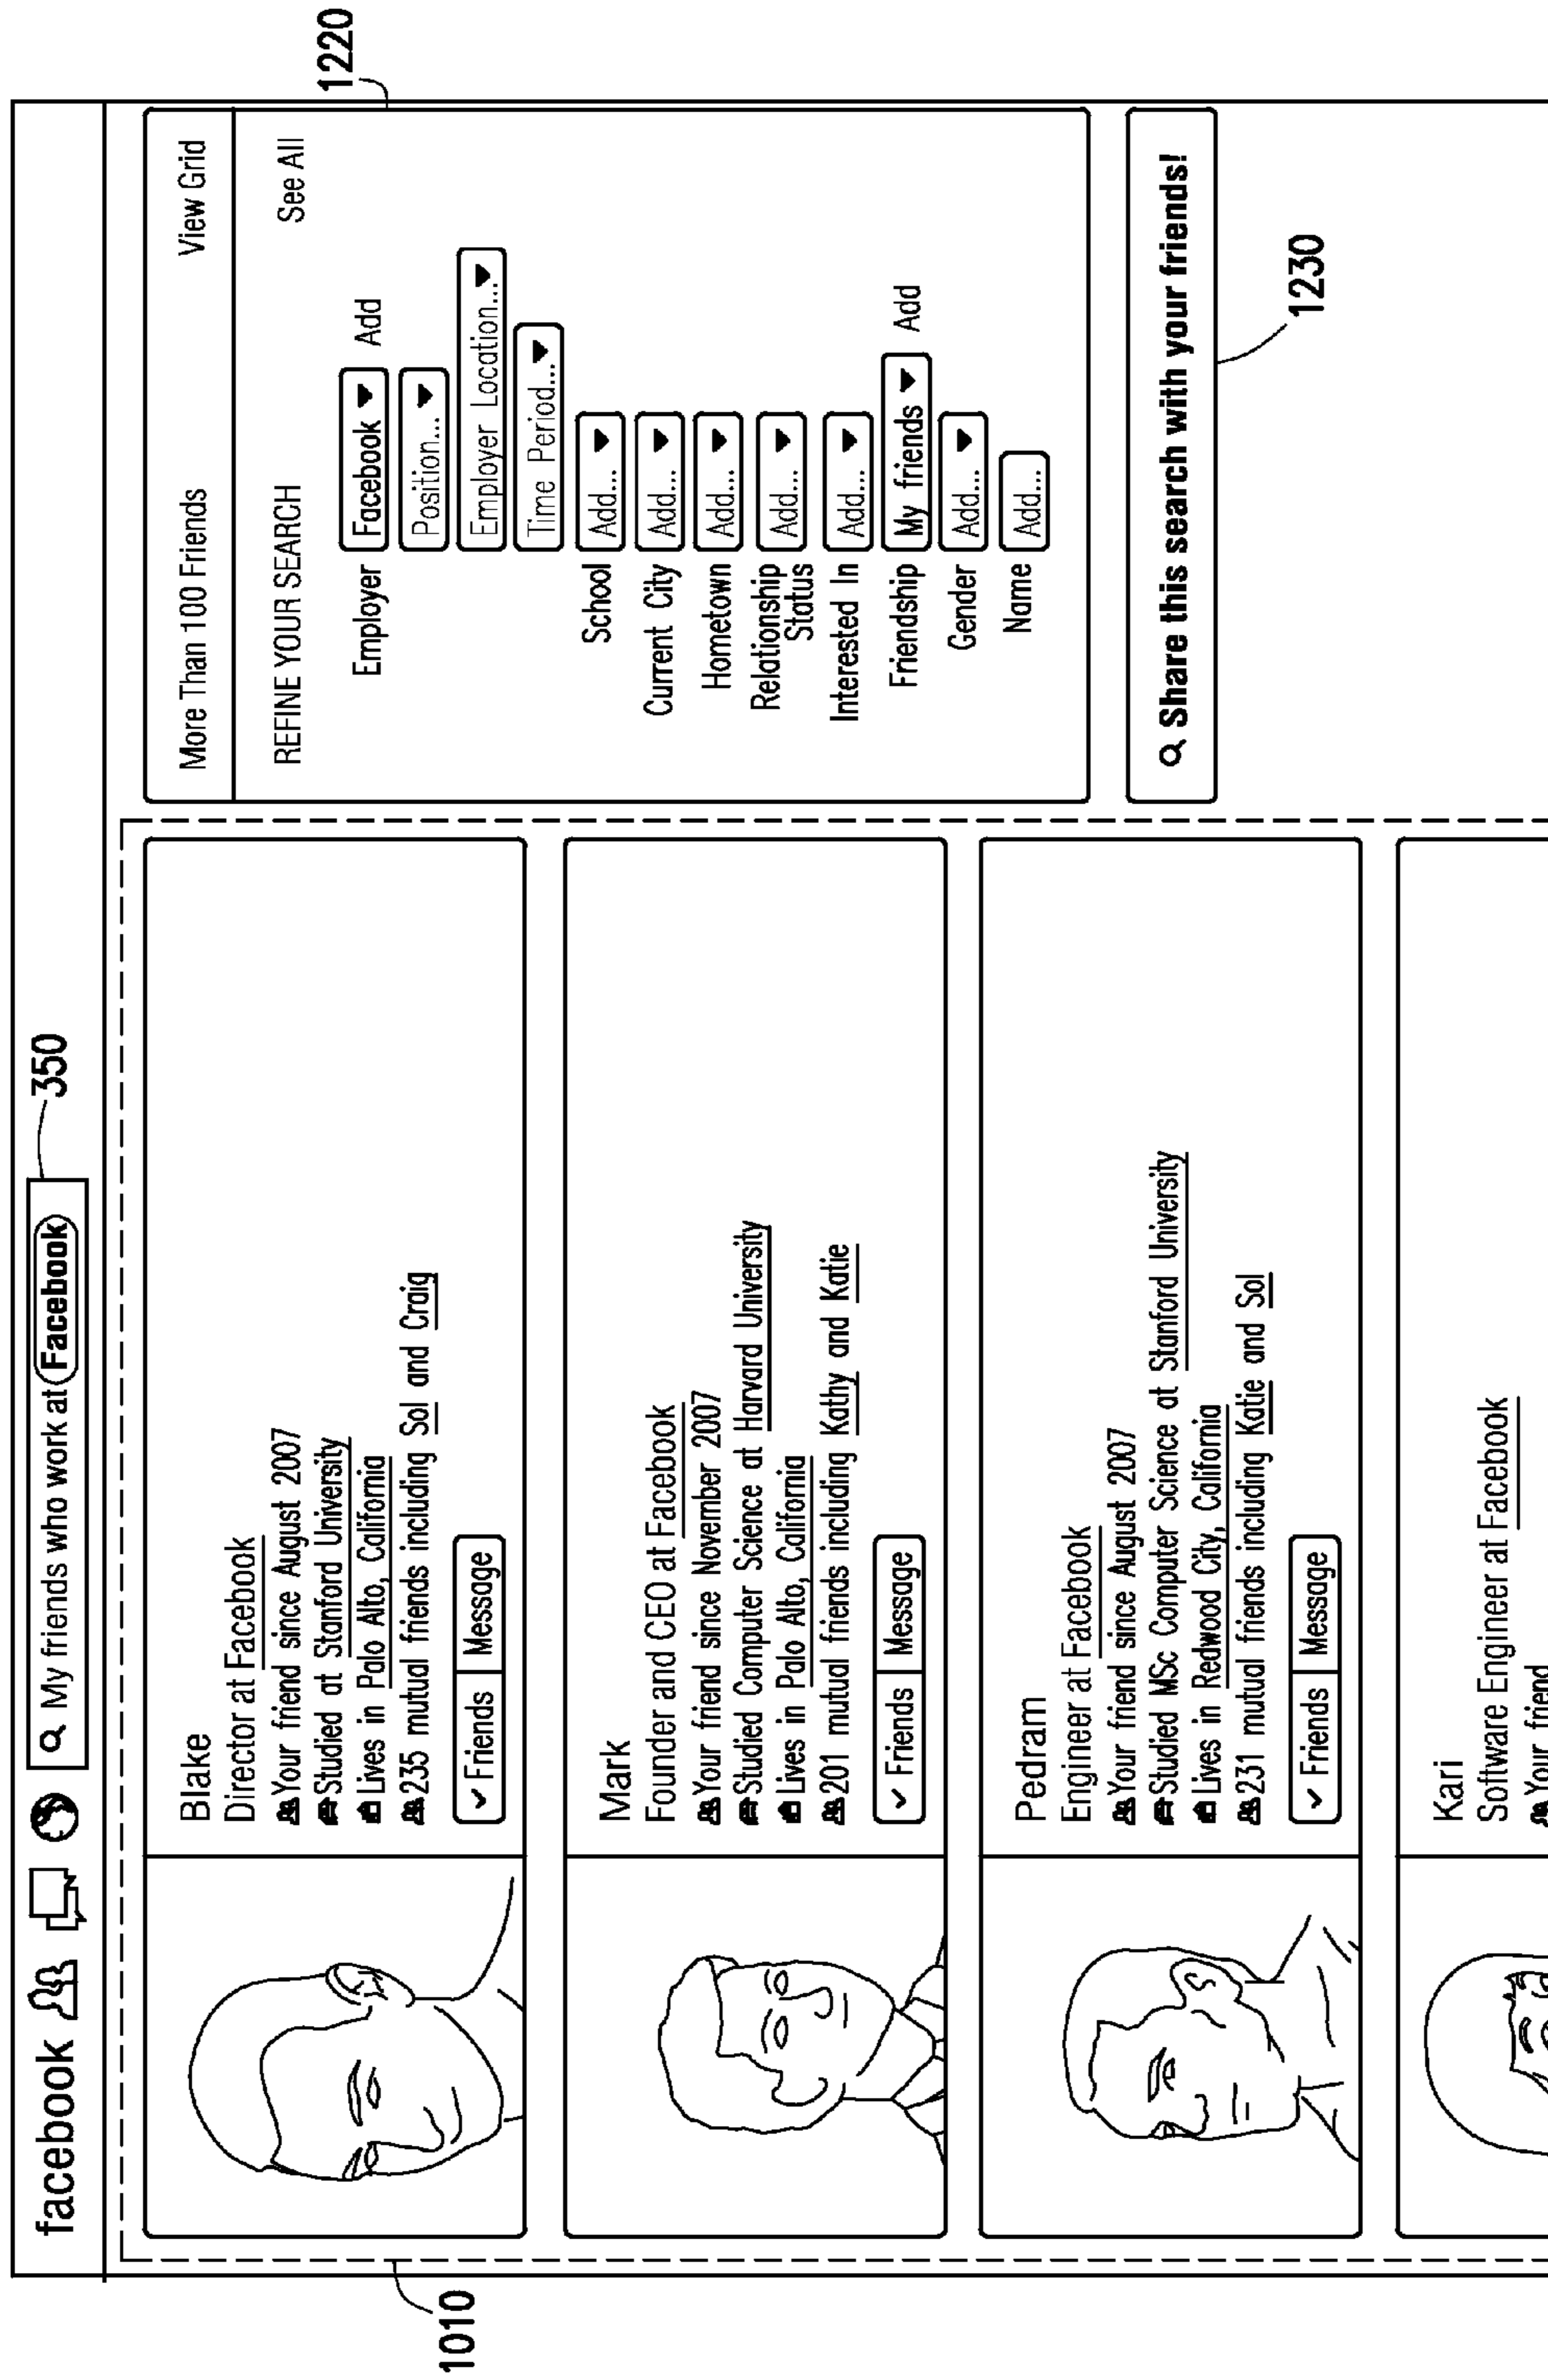 facebook
My friends who work at Facebook
350
1010
Blake
Director at Facebook
Your friend since August 2007
Studied at Stanford University
Lives in Palo Alto, California
235 mutual friends including Sol and Craig
✓ Friends Message
Mark
Founder and CEO at Facebook
Your friend since November 2007
Studied Computer Science at Harvard University
Lives in Palo Alto, California
201 mutual friends including Kathy and Katie
✓ Friends Message
Pedram
Engineer at Facebook
Your friend since August 2007
Studied MSc Computer Science at Stanford University
Lives in Redwood City, California
231 mutual friends including Katie and Sol
✓ Friends Message
Kari
Software Engineer at Facebook
Your friend
1220
More Than 100 Friends View Grid
REFINE YOUR SEARCH See All
Employer Facebook ▼ Add
Position... ▼
Employer Location... ▼
Time Period... ▼
School Add... ▼
Current City Add... ▼
Hometown Add... ▼
Relationship Add... ▼
Status
Interested In Add... ▼
Friendship My friends ▼ Add
Gender Add... ▼
Name Add...
Share this search with your friends!
1230